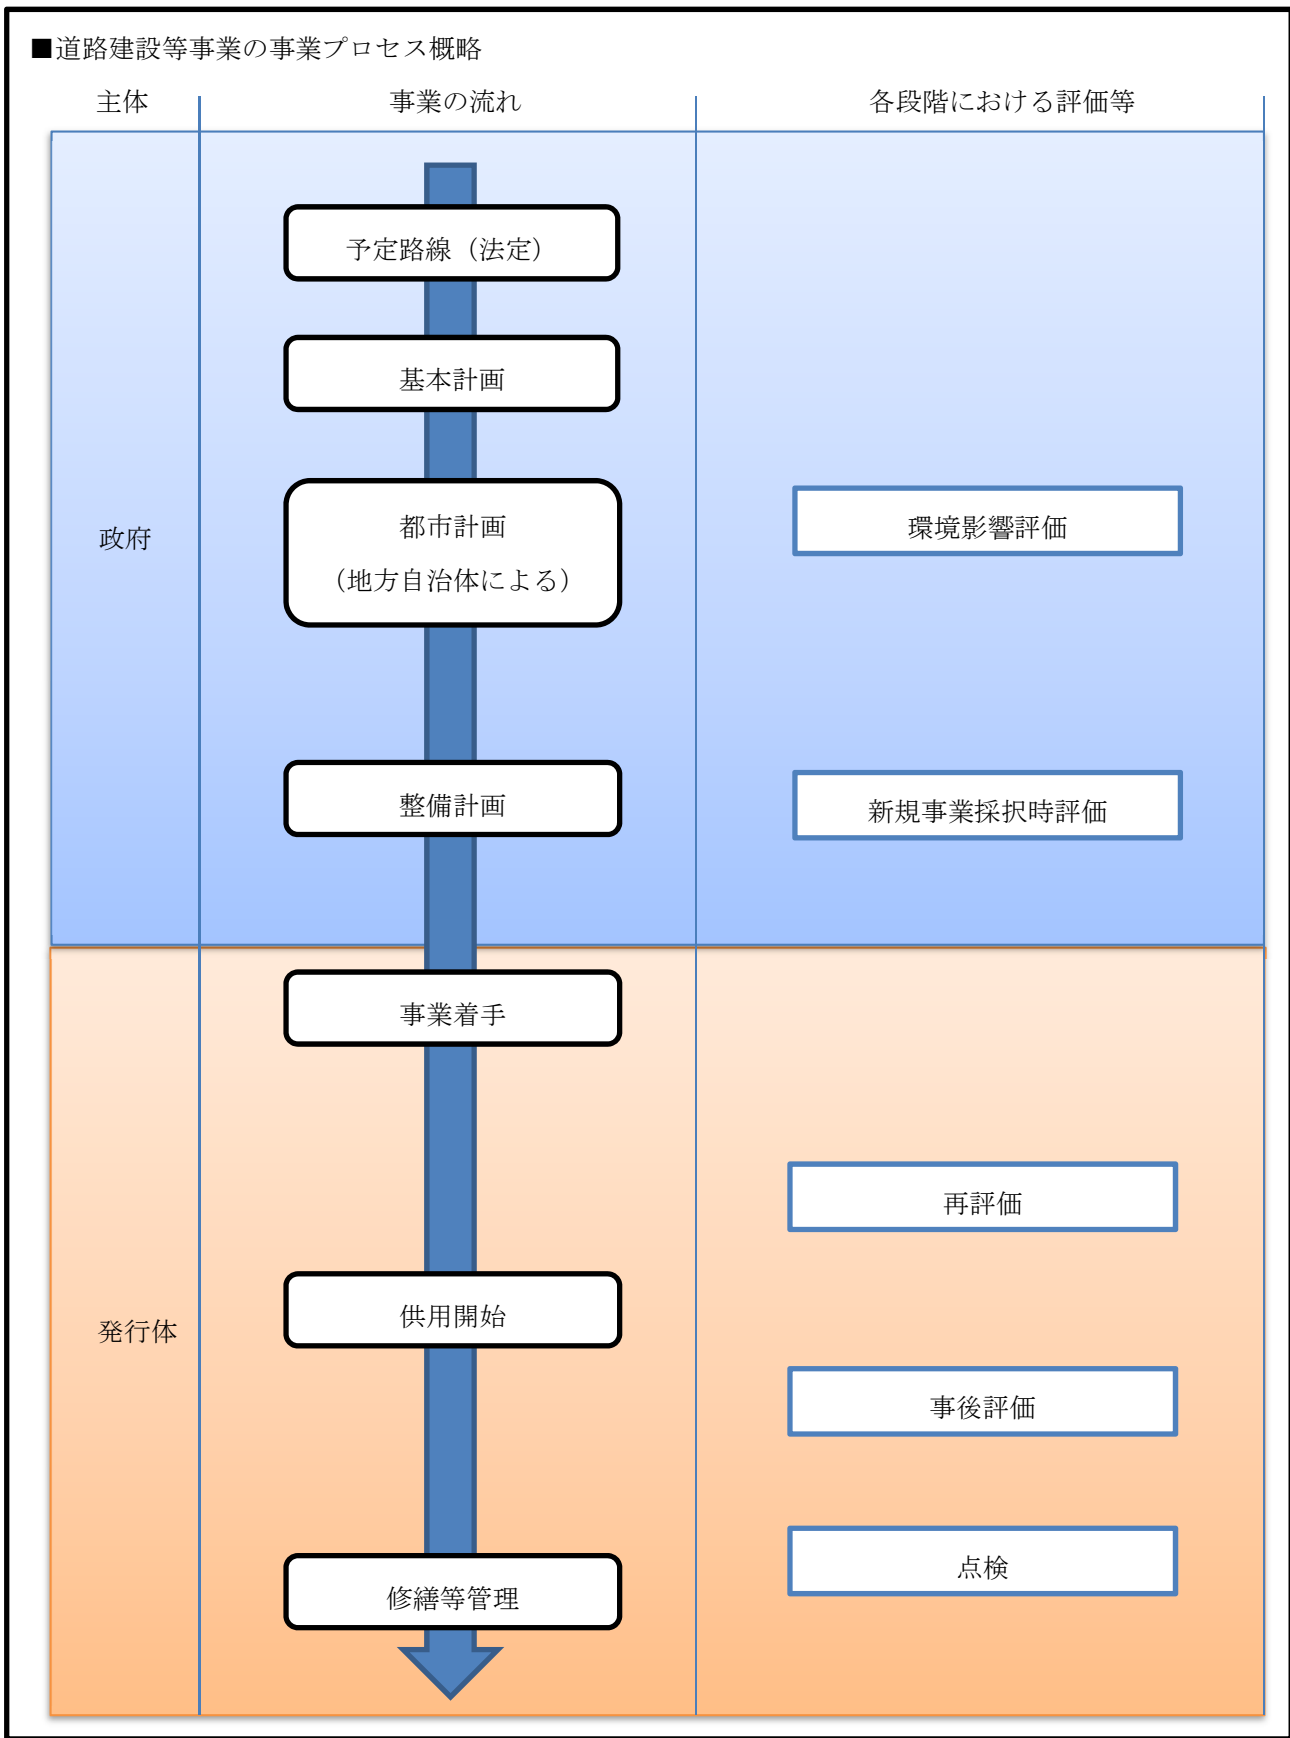 ■道路建設等事業の事業プロセス概略
主体
事業の流れ
各段階における評価等
政府
予定路線（法定）
基本計画
都市計画
（地方自治体による）
環境影響評価
整備計画
新規事業採択時評価
発行体
事業着手
再評価
供用開始
事後評価
点検
修繕等管理